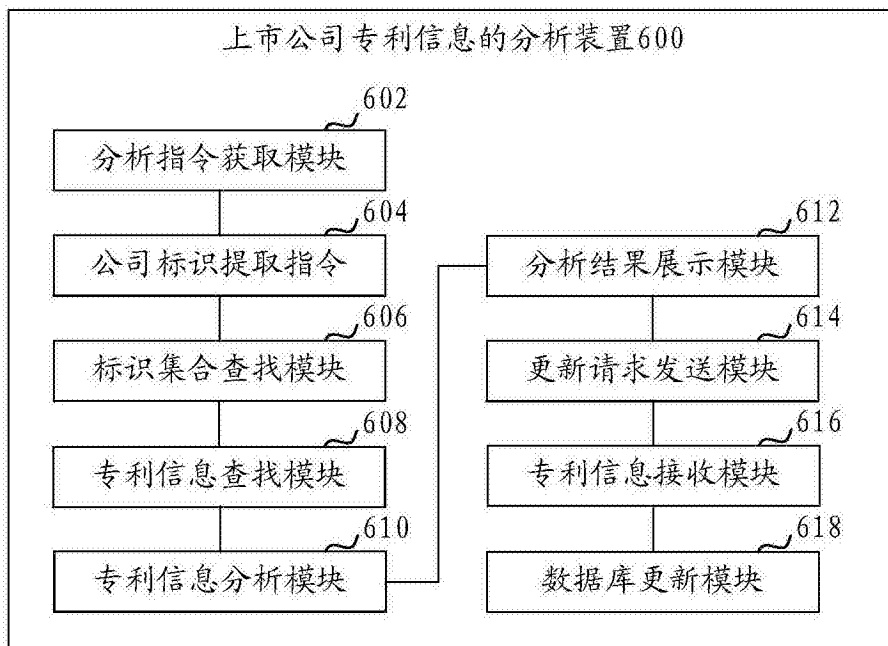 上市公司专利信息的分析装置600
602
分析指令获取模块
604
公司标识提取指令
606
标识集合查找模块
608
专利信息查找模块
610
专利信息分析模块
612
分析结果展示模块
614
更新请求发送模块
616
专利信息接收模块
618
数据库更新模块